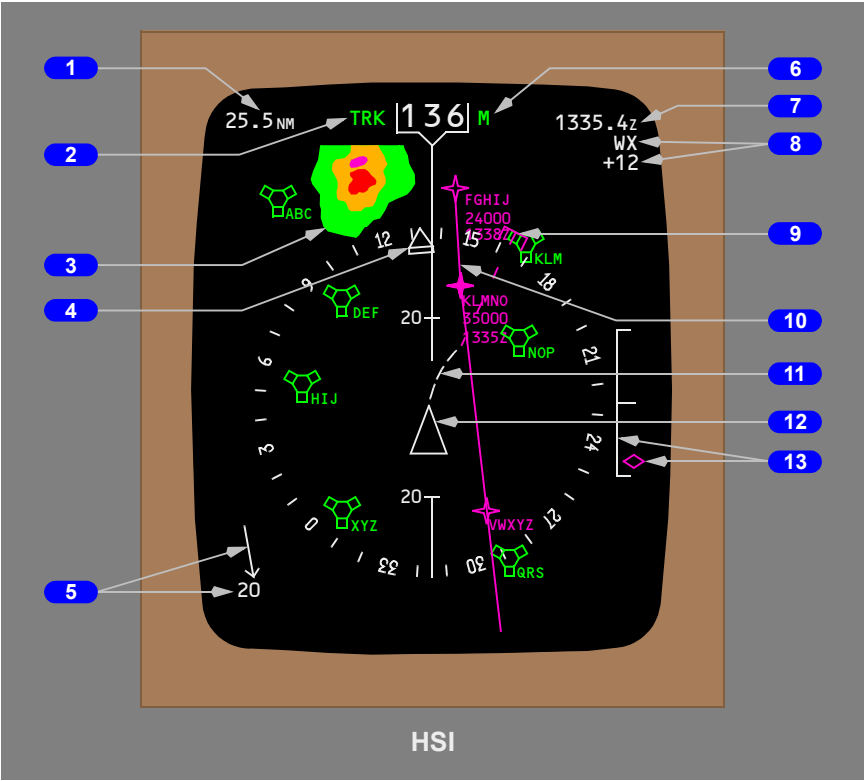 1
6
25.5NM
TRK
136
M
7
1335.4z
2
WX
8
+12
ABC
FGHIJ
24000
1338Z
9
12
15
KLM
3
4
9
18
KLMNO
35000
1335Z
10
DEF
20
NOP
21
6
11
HIJ
12
24
3
13
20
VWXYZ
27
XYZ
0
33
30
QRS
5
20
HSI